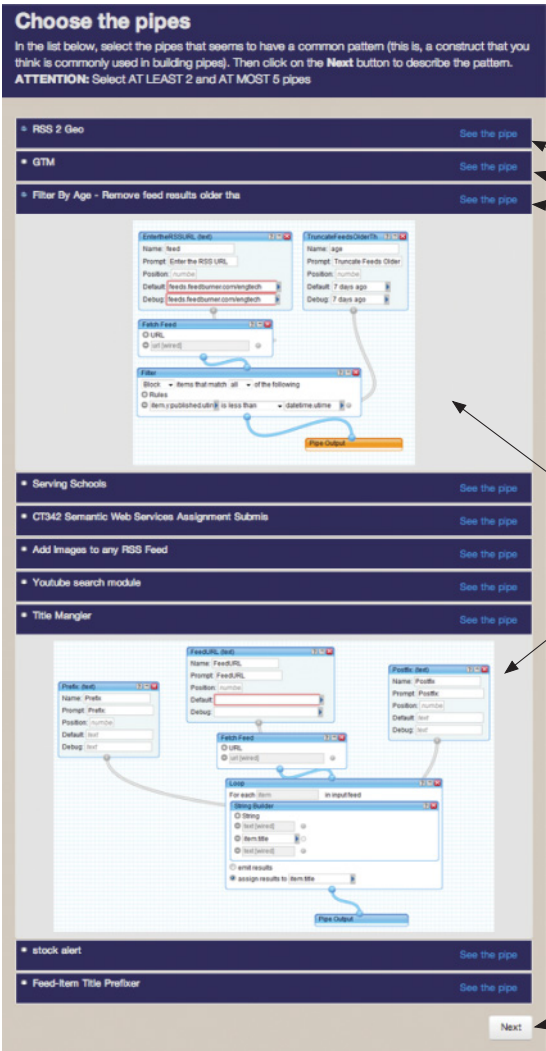 Choose the pipes
In the list below, select the pipes that seems to have a common pattern (this is, a construct that you
think is commonly used in building pipes). Then click on the Next button to describe the pattern.
ATTENTION: Select AT LEAST 2 and AT MOST 5 pipes
RSS 2 Geo See the pipe
GTM See the pipe
Filter By Age - Remove feed results older tha See the pipe
EntertheRSSURL (text) TruncateFeedsOlderTh
Name: feed Name: age
Prompt: Enter the RSS URL Prompt: Truncate Feeds Older
Position: number Position: number
Default: feeds.feedburner.com/engtech Default: 7 days ago
Debug: feeds.feedburner.com/engtech Debug: 7 days ago
Fetch Feed
URL
url [wired]
Filter
Block items that match all of the following
Rules
item.y:published.utim is less than datetime.utime
Pipe Output
Serving Schools See the pipe
CT342 Semantic Web Services Assignment Submis See the pipe
Add Images to any RSS Feed See the pipe
Youtube search module See the pipe
Title Mangler See the pipe
FeedURL (text)
Name: FeedURL
Prompt: FeedURL
Position: number
Default:
Debug:
Prefix (text)
Name: Prefix
Prompt: Prefix
Position: number
Default: text
Debug: text
Postfix (text)
Name: Postfix
Prompt: Postfix
Position: number
Default: text
Debug: text
Fetch Feed
URL
url [wired]
Loop
For each item in input feed
String Builder
String
text [wired]
item.title
text [wired]
emit results
assign results to item.title
Pipe Output
stock alert See the pipe
Feed-Item Title Prefixer See the pipe
Next